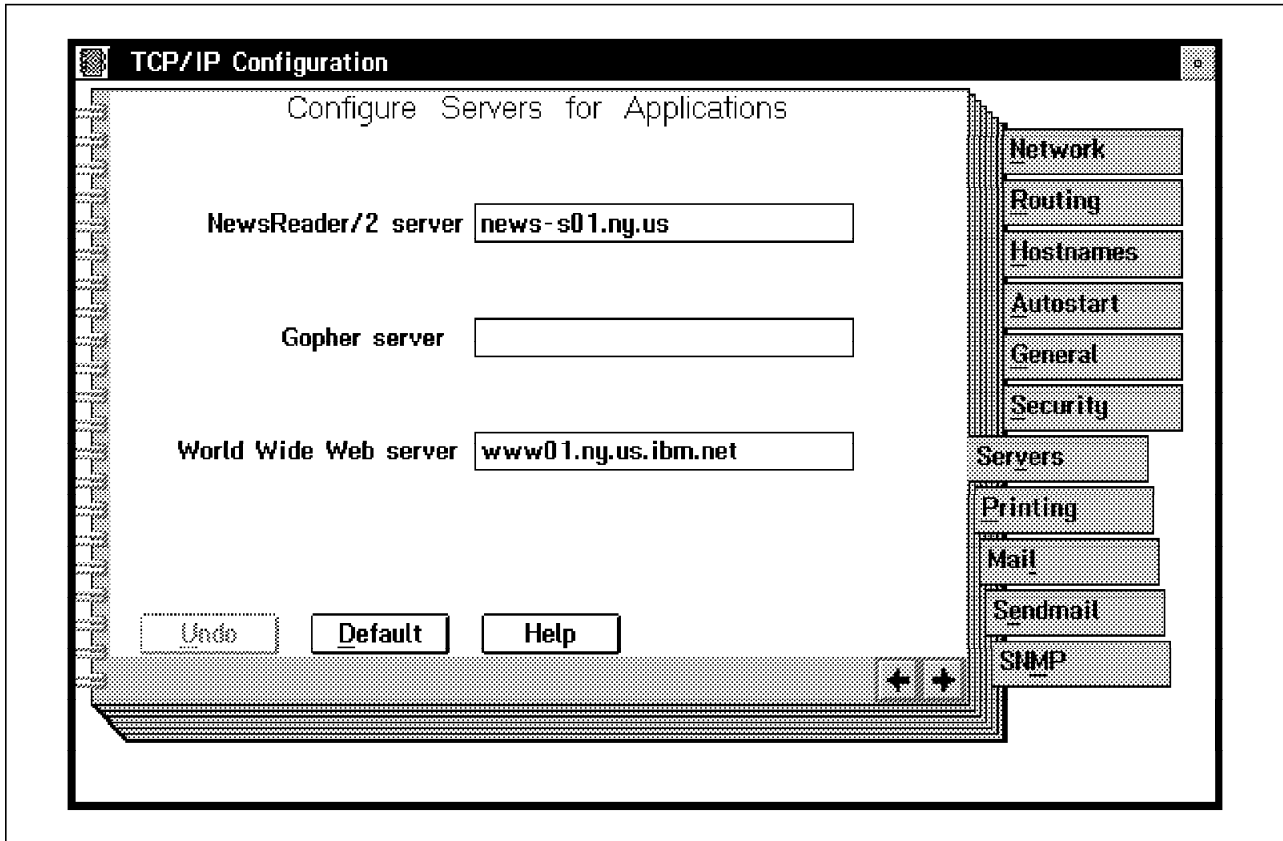 TCP/IP Configuration
Configure Servers for Applications
NewsReader/2 server news-s01.ny.us
Gopher server
World Wide Web server www01.ny.us.ibm.net
Undo Default Help
Network
Routing
Hostnames
Autostart
General
Security
Servers
Printing
Mail
Sendmail
SNMP